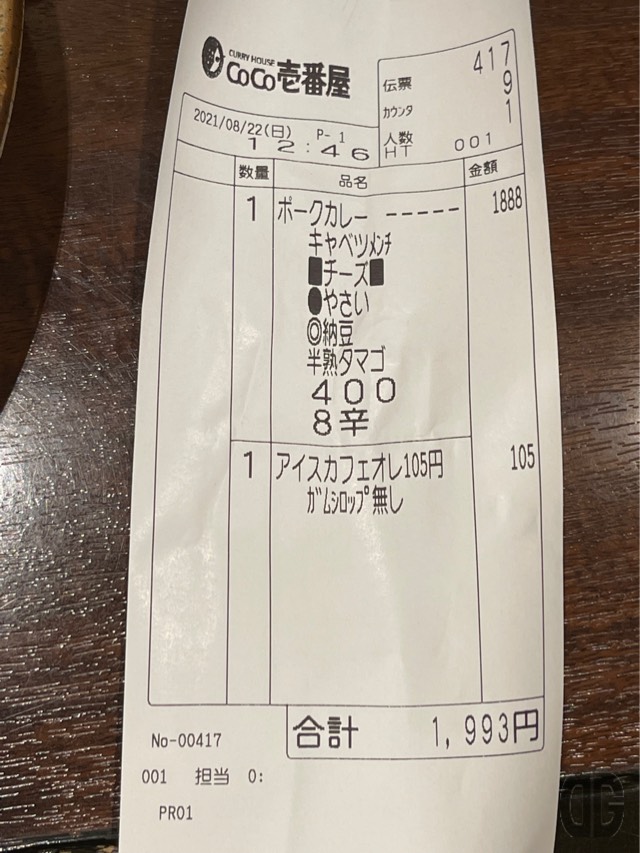 CURRY HOUSE
CoCo壱番屋
伝票 417
カウンタ 9
人数 1
2021/08/22(日) P- 1
12:46 HT 001
数量 品名 金額
1 ポークカレー ----- 1888
キャベツメンチ
■チーズ■
●やさい
◎納豆
半熟タマゴ
400
8辛
1 アイスカフェオレ105円 105
ガムシロップ無し
合計 1,993円
No-00417
001 担当 0:
PR01